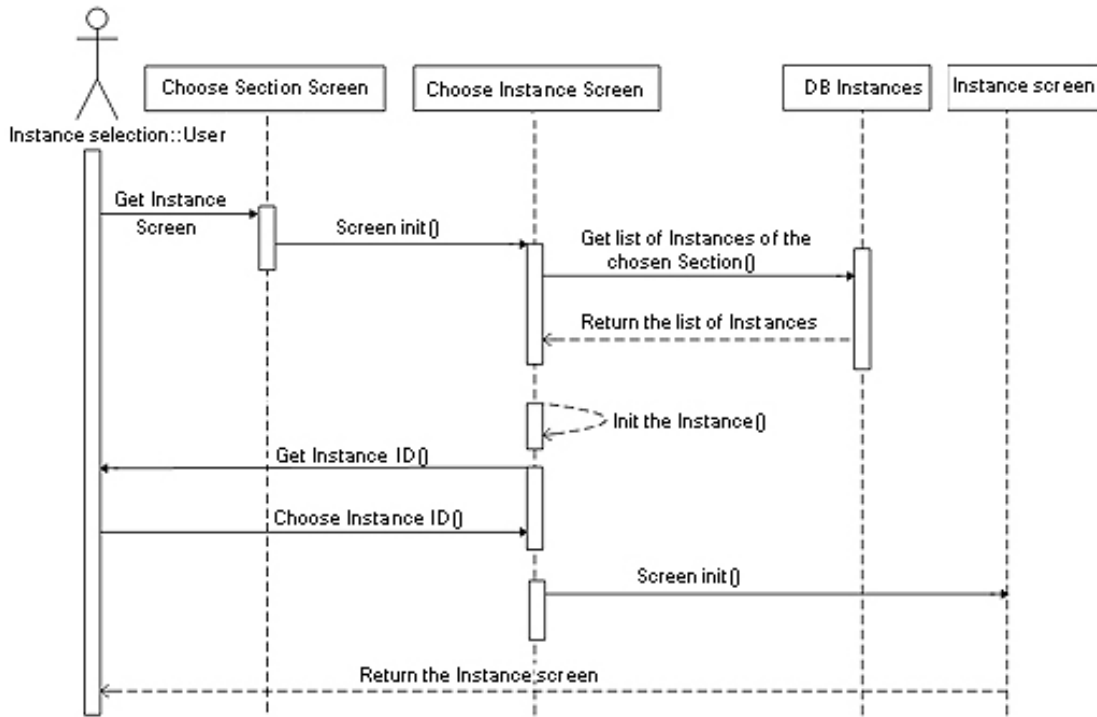 Choose Section Screen
Choose Instance Screen
DB Instances
Instance screen
Instance selection::User
Get Instance
Screen
Screen init()
Get list of Instances of the
chosen Section()
Return the list of Instances
Init the Instance()
Get Instance ID()
Choose Instance ID()
Screen init()
Return the Instance screen